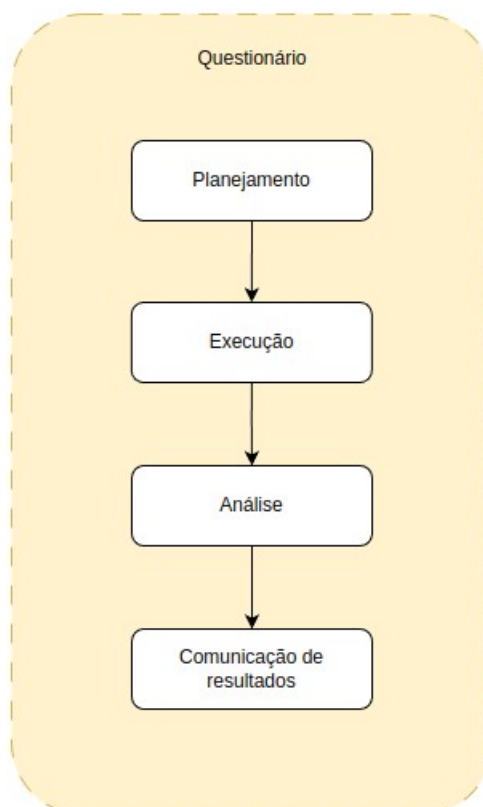 Questionário
Planejamento
Execução
Análise
Comunicação de
resultados